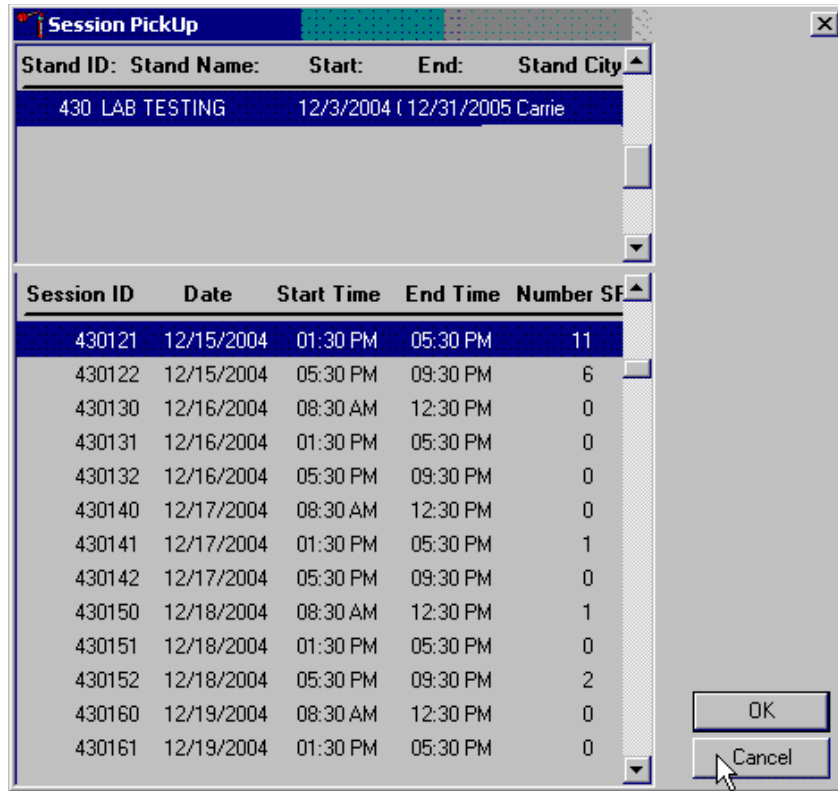 Session PickUp
Stand ID: Stand Name: Start: End: Stand City
430 LAB TESTING 12/3/2004 ( 12/31/2005 Carrie
Session ID Date Start Time End Time Number SF
430121 12/15/2004 01:30 PM 05:30 PM 11
430122 12/15/2004 05:30 PM 09:30 PM 6
430130 12/16/2004 08:30 AM 12:30 PM 0
430131 12/16/2004 01:30 PM 05:30 PM 0
430132 12/16/2004 05:30 PM 09:30 PM 0
430140 12/17/2004 08:30 AM 12:30 PM 0
430141 12/17/2004 01:30 PM 05:30 PM 1
430142 12/17/2004 05:30 PM 09:30 PM 0
430150 12/18/2004 08:30 AM 12:30 PM 1
430151 12/18/2004 01:30 PM 05:30 PM 0
430152 12/18/2004 05:30 PM 09:30 PM 2
430160 12/19/2004 08:30 AM 12:30 PM 0
430161 12/19/2004 01:30 PM 05:30 PM 0
OK
Cancel